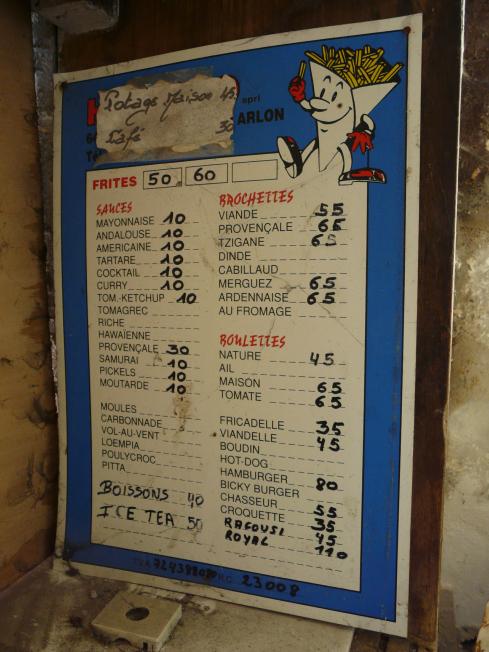 Potage Maison 45
Café 30
sprl
ARLON
FRITES 50 60
SAUCES
MAYONNAISE 10
ANDALOUSE 10
AMERICAINE 10
TARTARE 10
COCKTAIL 10
CURRY 10
TOM.-KETCHUP 10
TOMAGREC
RICHE
HAWAÏENNE
PROVENÇALE 30
SAMURAI 10
PICKELS 10
MOUTARDE 10
MOULES
CARBONNADE
VOL-AU-VENT
LOEMPIA
POULYCROC
PITTA
BOISSONS 40
ICE TEA 50
BROCHETTES
VIANDE 55
PROVENÇALE 65
TZIGANE 65
DINDE
CABILLAUD
MERGUEZ 65
ARDENNAISE 65
AU FROMAGE
BOULETTES
NATURE 45
AIL
MAISON 65
TOMATE 65
FRICADELLE 35
VIANDELLE 45
BOUDIN
HOT-DOG
HAMBURGER 80
BICKY BURGER
CHASSEUR 55
CROQUETTE 35
RAGOUSI 45
ROYAL 110
23008